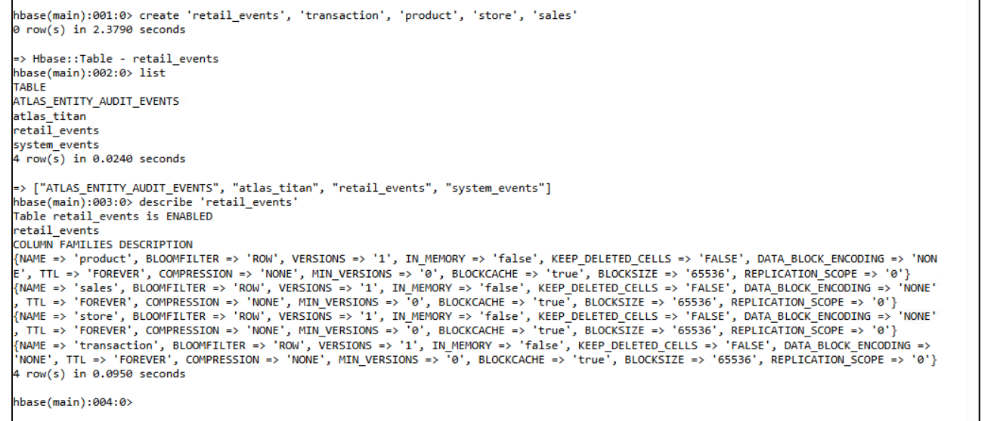 hbase(main):001:0> create 'retail_events', 'transaction', 'product', 'store', 'sales'
0 row(s) in 2.3790 seconds
=> Hbase::Table - retail_events
hbase(main):002:0> list
TABLE
ATLAS_ENTITY_AUDIT_EVENTS
atlas_titan
retail_events
system_events
4 row(s) in 0.0240 seconds
=> ["ATLAS_ENTITY_AUDIT_EVENTS", "atlas_titan", "retail_events", "system_events"]
hbase(main):003:0> describe 'retail_events'
Table retail_events is ENABLED
retail_events
COLUMN FAMILIES DESCRIPTION
{NAME => 'product', BLOOMFILTER => 'ROW', VERSIONS => '1', IN_MEMORY => 'false', KEEP_DELETED_CELLS => 'FALSE', DATA_BLOCK_ENCODING => 'NON
E', TTL => 'FOREVER', COMPRESSION => 'NONE', MIN_VERSIONS => '0', BLOCKCACHE => 'true', BLOCKSIZE => '65536', REPLICATION_SCOPE => '0'}
{NAME => 'sales', BLOOMFILTER => 'ROW', VERSIONS => '1', IN_MEMORY => 'false', KEEP_DELETED_CELLS => 'FALSE', DATA_BLOCK_ENCODING => 'NONE'
, TTL => 'FOREVER', COMPRESSION => 'NONE', MIN_VERSIONS => '0', BLOCKCACHE => 'true', BLOCKSIZE => '65536', REPLICATION_SCOPE => '0'}
{NAME => 'store', BLOOMFILTER => 'ROW', VERSIONS => '1', IN_MEMORY => 'false', KEEP_DELETED_CELLS => 'FALSE', DATA_BLOCK_ENCODING => 'NONE'
, TTL => 'FOREVER', COMPRESSION => 'NONE', MIN_VERSIONS => '0', BLOCKCACHE => 'true', BLOCKSIZE => '65536', REPLICATION_SCOPE => '0'}
{NAME => 'transaction', BLOOMFILTER => 'ROW', VERSIONS => '1', IN_MEMORY => 'false', KEEP_DELETED_CELLS => 'FALSE', DATA_BLOCK_ENCODING =>
'NONE', TTL => 'FOREVER', COMPRESSION => 'NONE', MIN_VERSIONS => '0', BLOCKCACHE => 'true', BLOCKSIZE => '65536', REPLICATION_SCOPE => '0'}
4 row(s) in 0.0950 seconds
hbase(main):004:0>